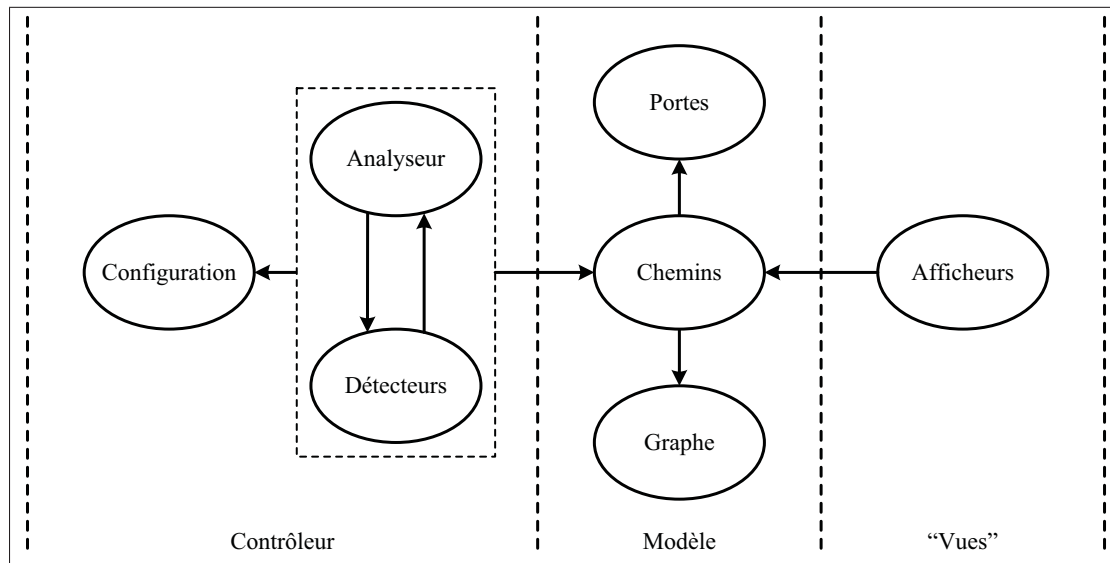 Portes
Analyseur
Configuration
Chemins
Afficheurs
Détecteurs
Graphe
Contrôleur
Modèle
“Vues”